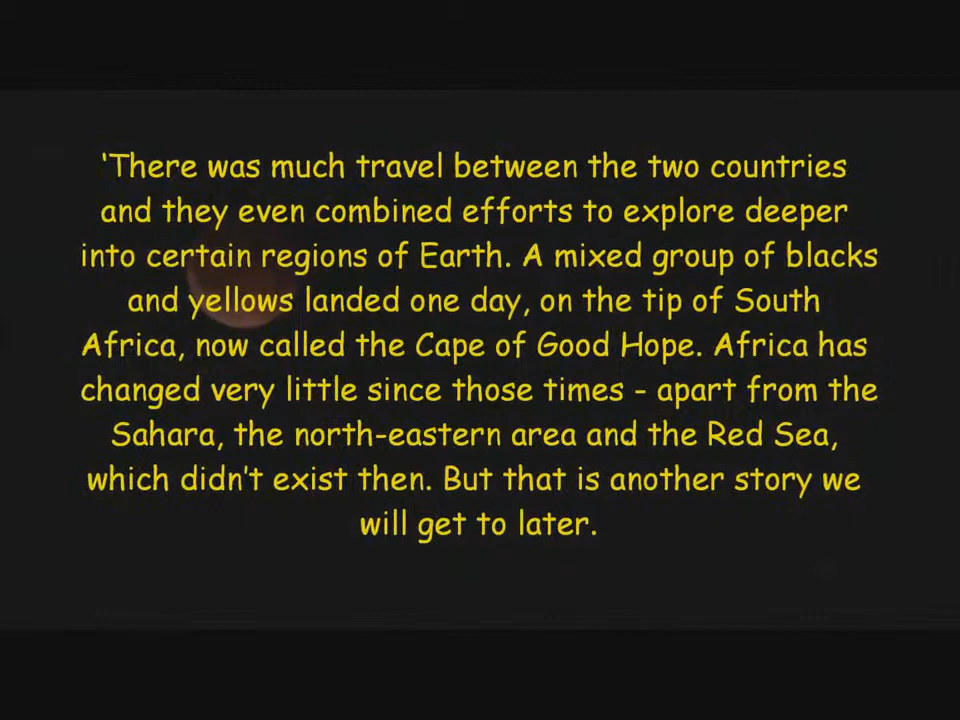 ‘There was much travel between the two countries
and they even combined efforts to explore deeper
into certain regions of Earth. A mixed group of blacks
and yellows landed one day, on the tip of South
Africa, now called the Cape of Good Hope. Africa has
changed very little since those times - apart from the
Sahara, the north-eastern area and the Red Sea,
which didn't exist then. But that is another story we
will get to later.